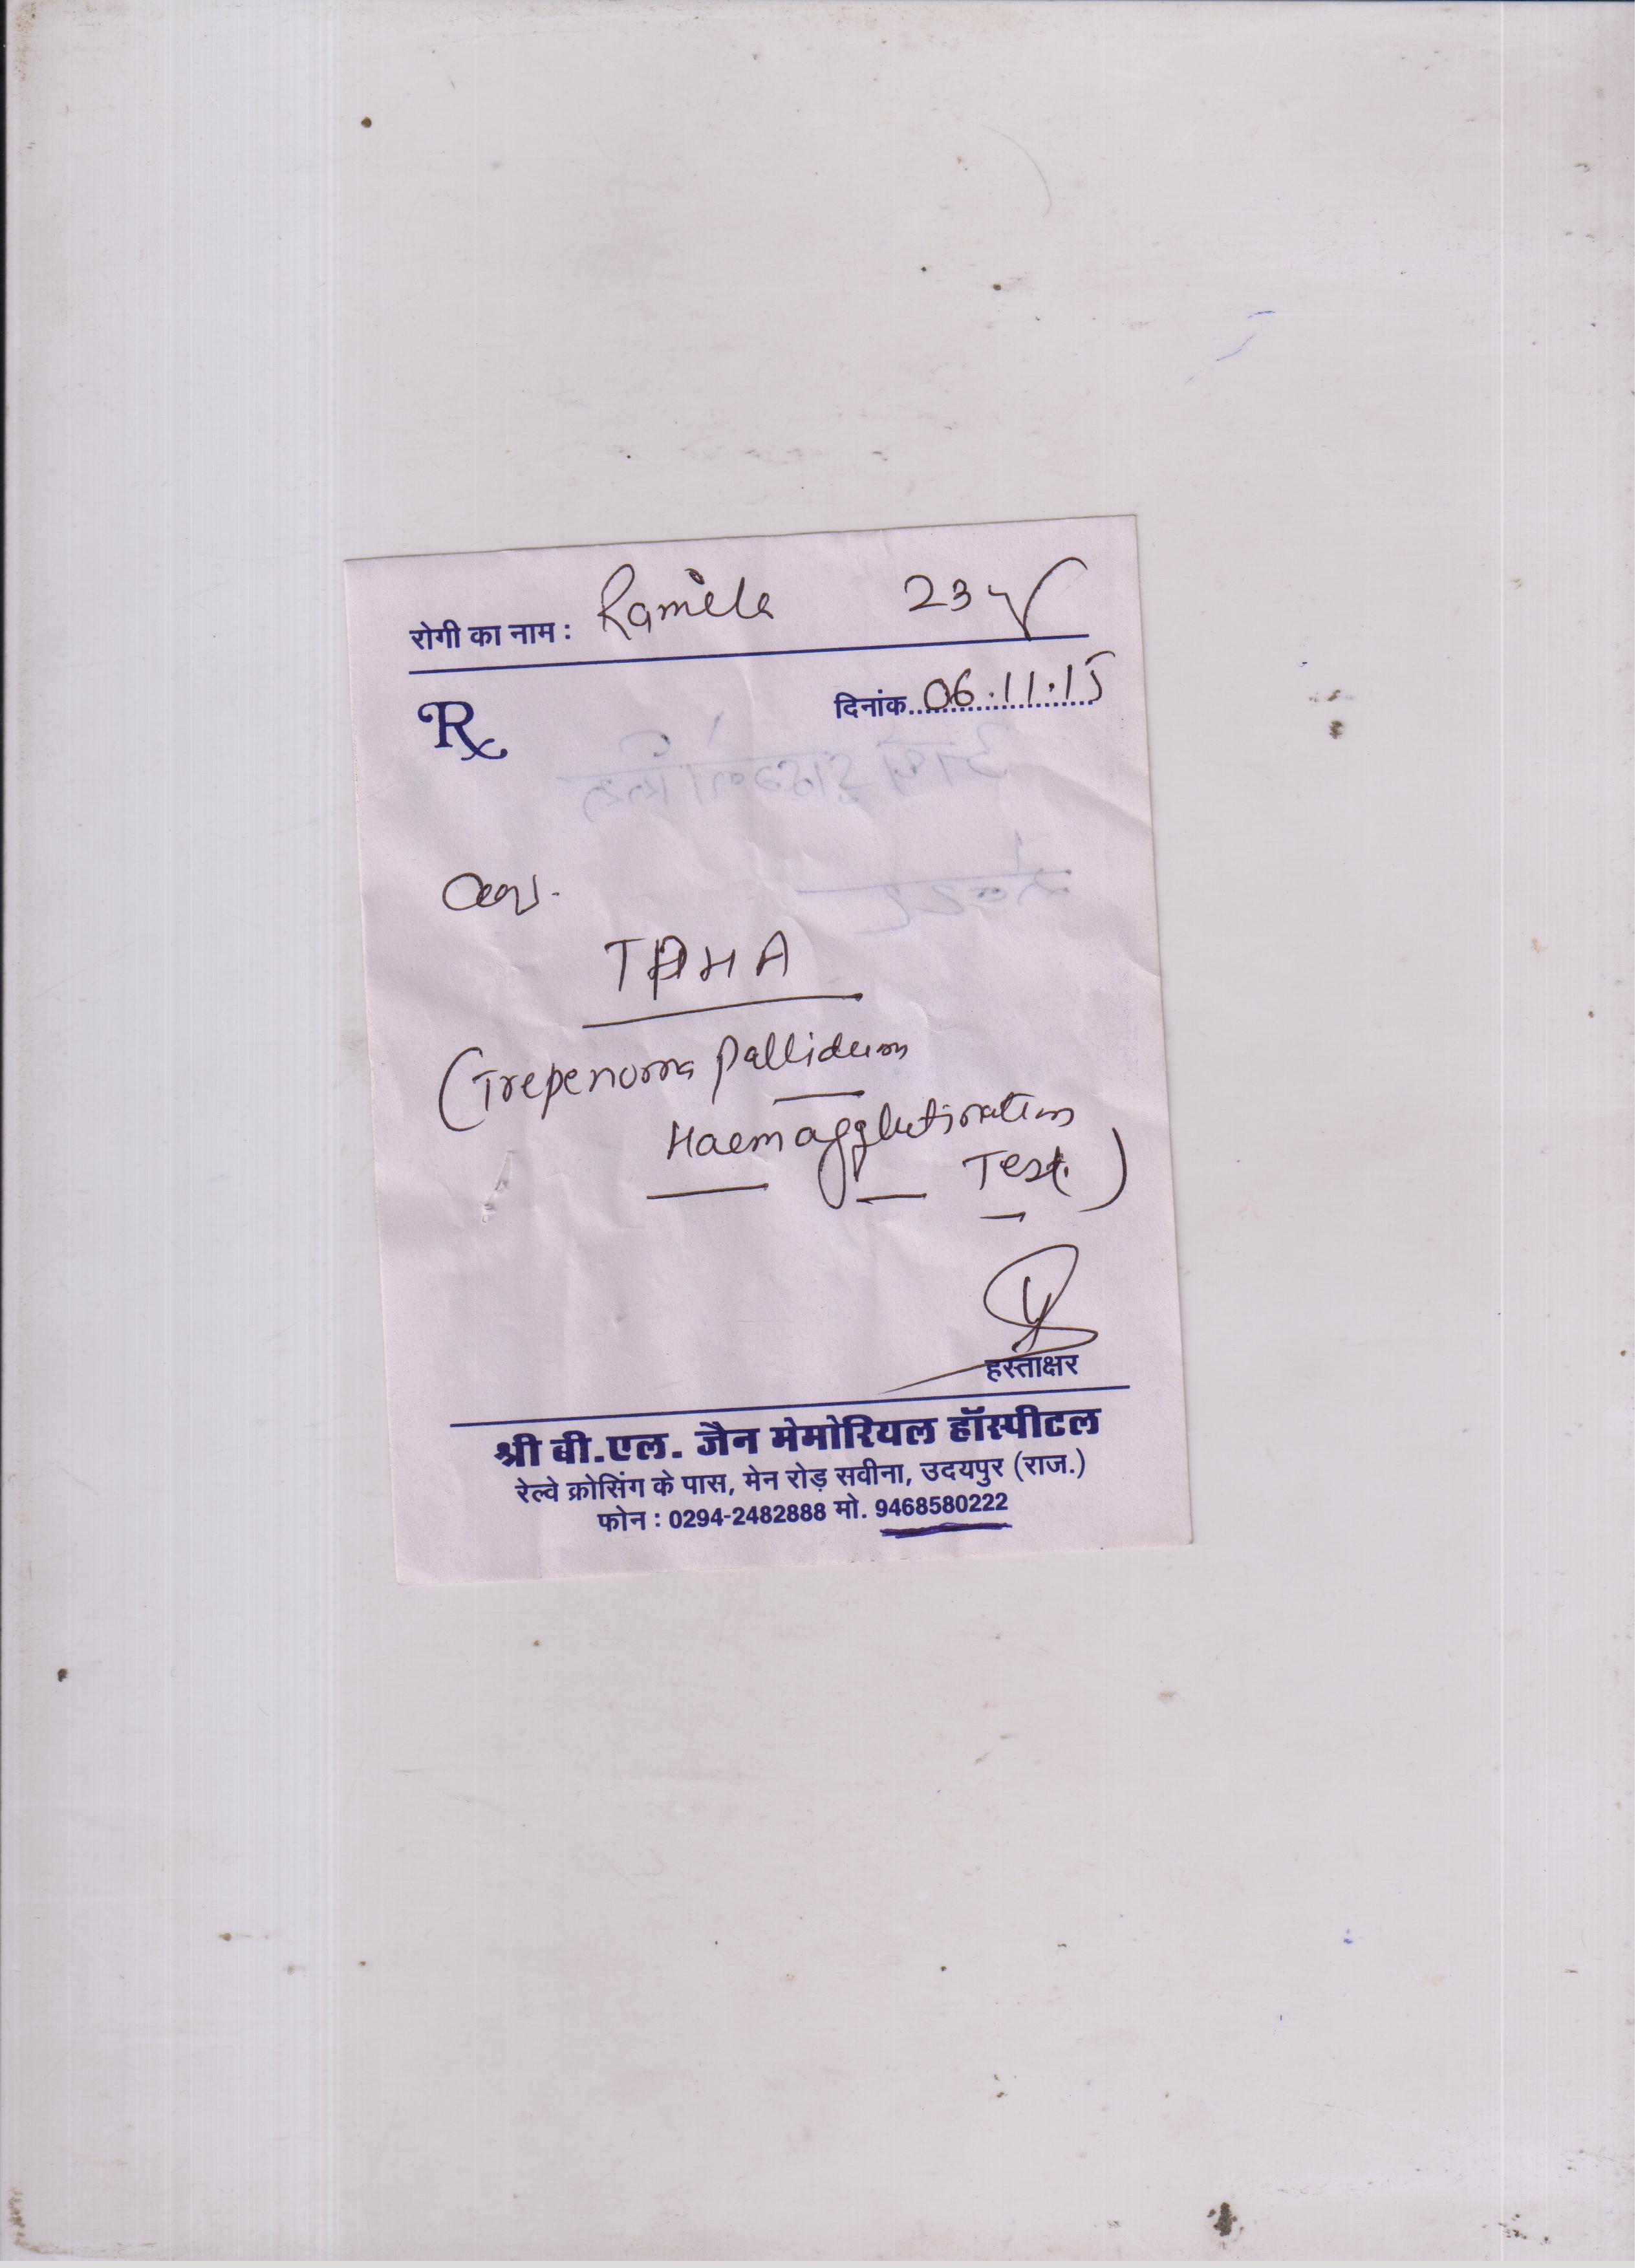 रोगी का नाम : Ramila 23 y
Rx
दिनांक 06.11.15
Adv.
TPHA
(Treponema Pallidum
Haemagglutination
Test)
हस्ताक्षर
श्री बी.एल. जैन मेमोरियल हॉस्पीटल
रेल्वे क्रोसिंग के पास, मेन रोड़ सवीना, उदयपुर (राज.)
फोन : 0294-2482888 मो. 9468580222